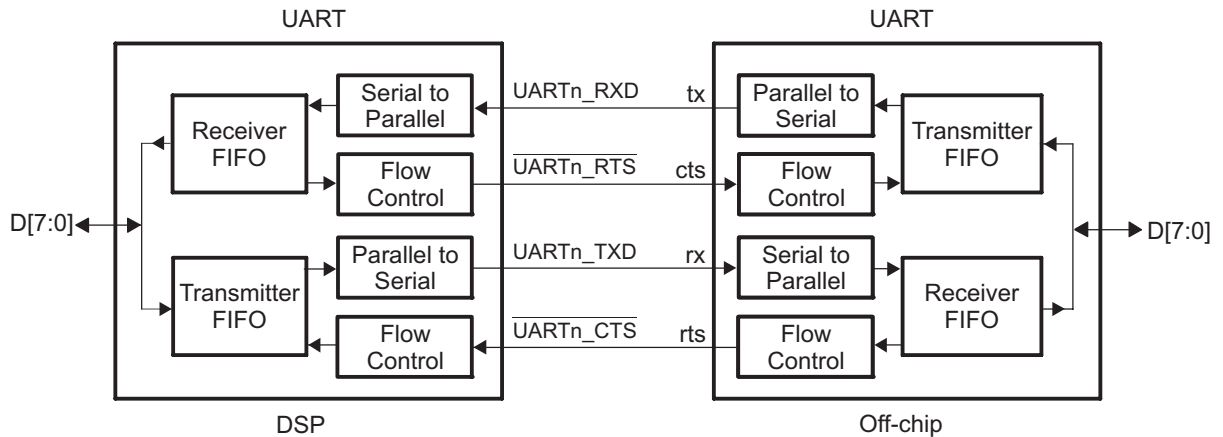 UART
UART
Serial to
Parallel
UARTn_RXD
tx
Parallel to
Serial
Receiver
FIFO
Transmitter
FIFO
Flow
Control
UARTn_RTS
cts
Flow
Control
D[7:0]
D[7:0]
Parallel to
Serial
UARTn_TXD
rx
Serial to
Parallel
Transmitter
FIFO
Receiver
FIFO
Flow
Control
UARTn_CTS
rts
Flow
Control
DSP
Off-chip